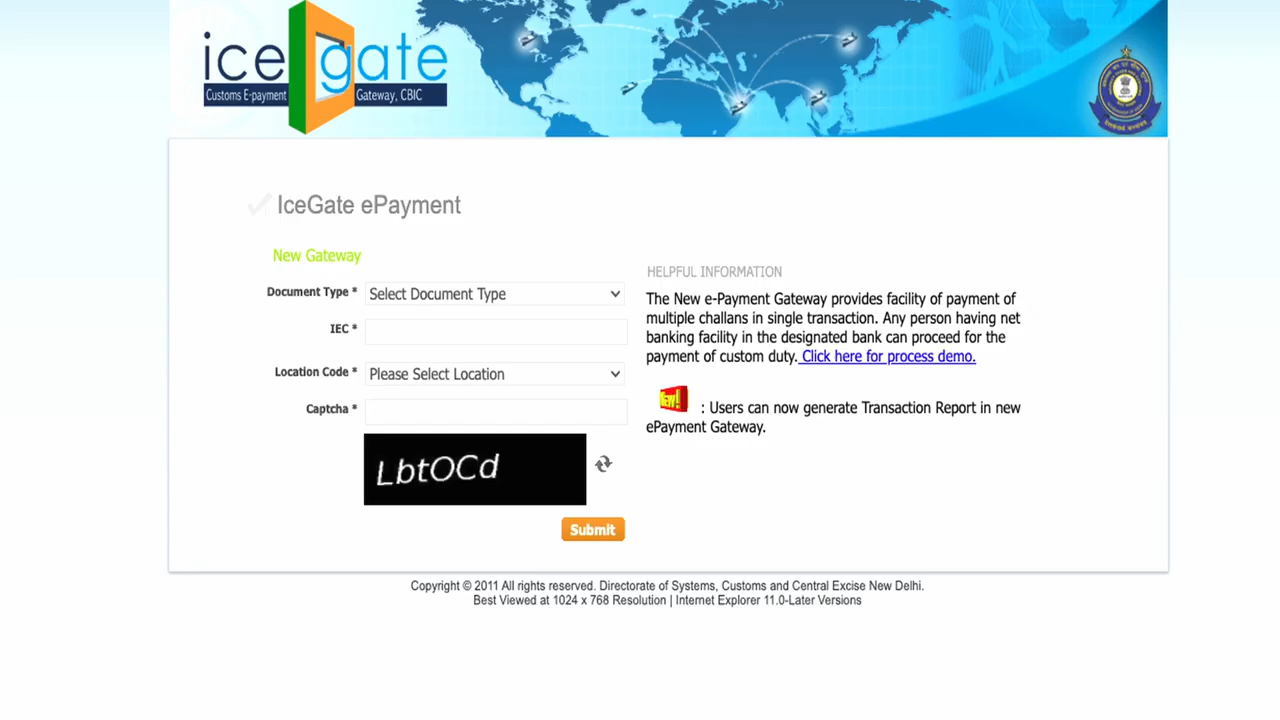 ice gate
Customs E-payment Gateway, CBIC
IceGate ePayment
New Gateway
Document Type * Select Document Type
IEC *
Location Code * Please Select Location
Captcha *
LbtOCd
Submit
HELPFUL INFORMATION
The New e-Payment Gateway provides facility of payment of
multiple challans in single transaction. Any person having net
banking facility in the designated bank can proceed for the
payment of custom duty. Click here for process demo.
New! : Users can now generate Transaction Report in new
ePayment Gateway.
Copyright © 2011 All rights reserved. Directorate of Systems, Customs and Central Excise New Delhi.
Best Viewed at 1024 x 768 Resolution | Internet Explorer 11.0-Later Versions